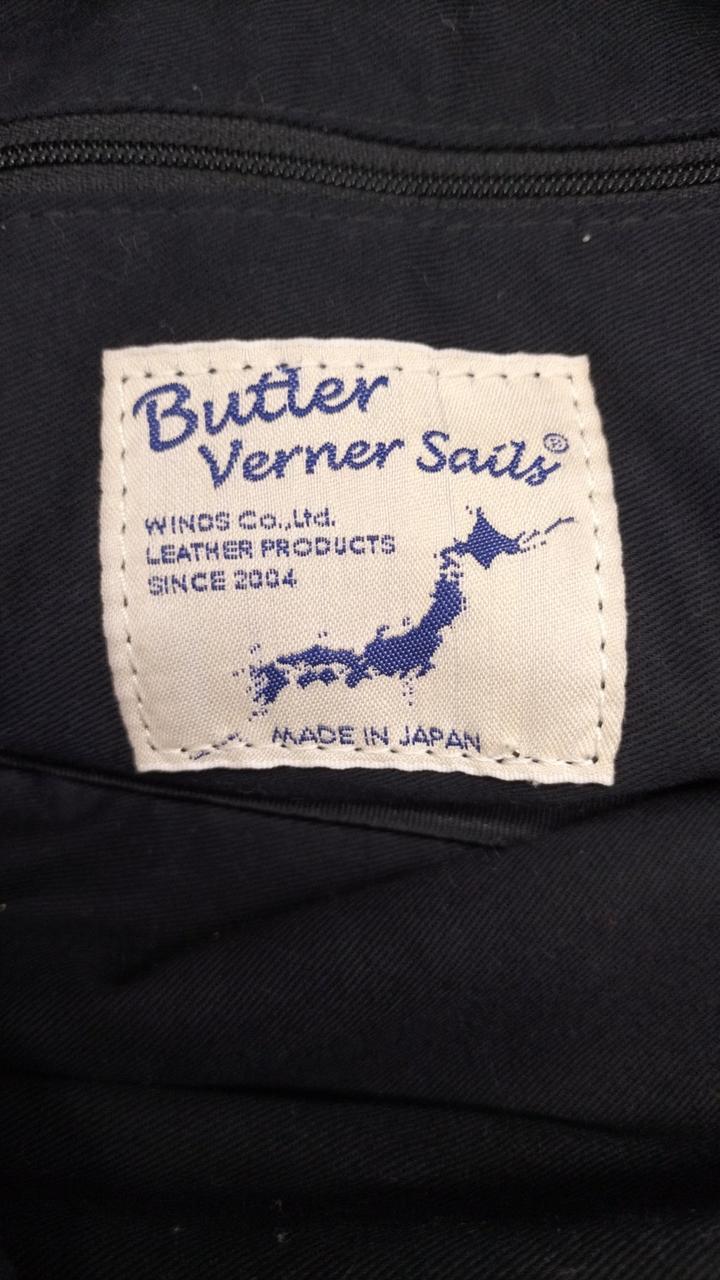 Butler
Verner Sails®
WINDS Co.,Ltd.
LEATHER PRODUCTS
SINCE 2004
MADE IN JAPAN